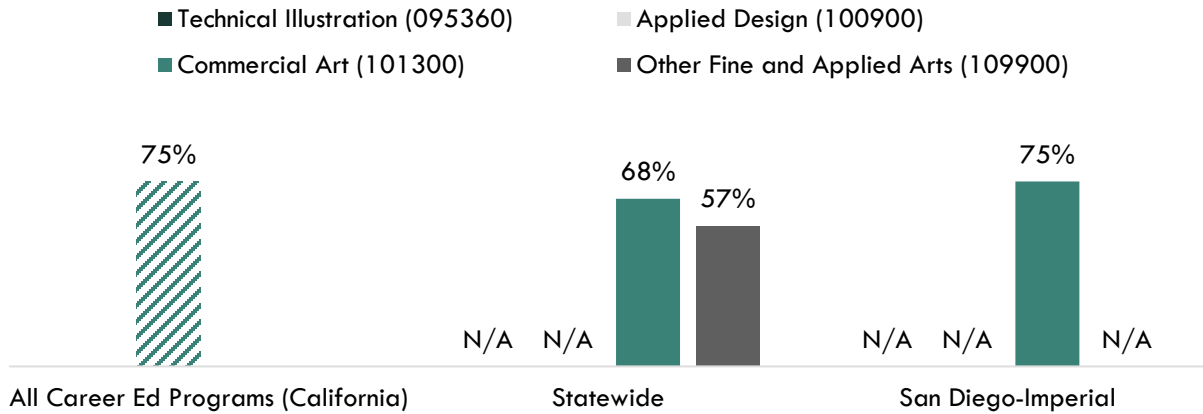 Technical Illustration (095360) Applied Design (100900)
Commercial Art (101300) Other Fine and Applied Arts (109900)
75% 68% 57% 75%
N/A N/A N/A N/A N/A
All Career Ed Programs (California) Statewide San Diego-Imperial